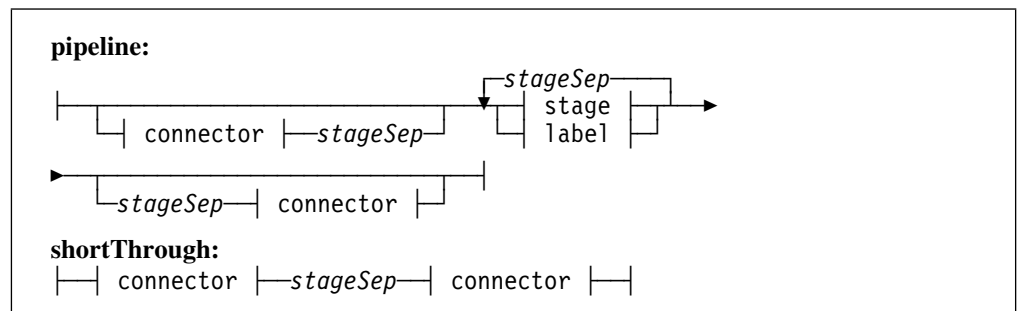 pipeline:
stageSep
stage
connector stageSep label
stageSep connector
shortThrough:
connector stageSep connector